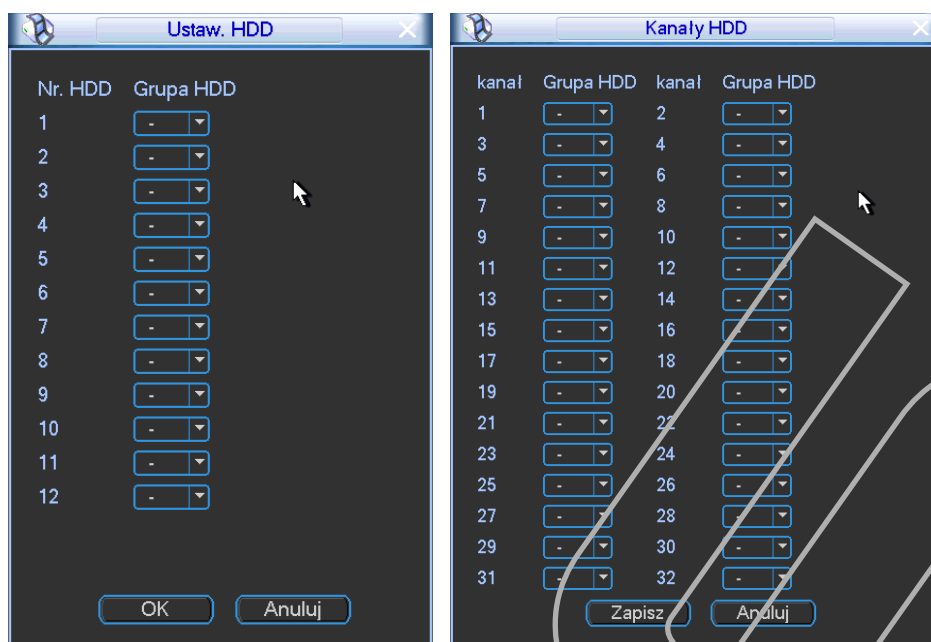 Ustaw. HDD
Nr. HDD Grupa HDD
1 -
2 -
3 -
4 -
5 -
6 -
7 -
8 -
9 -
10 -
11 -
12 -
OK Anuluj
Kanały HDD
kanał Grupa HDD kanał Grupa HDD
1 - 2 -
3 - 4 -
5 - 6 -
7 - 8 -
9 - 10 -
11 - 12 -
13 - 14 -
15 - 16 -
17 - 18 -
19 - 20 -
21 - 22 -
23 - 24 -
25 - 26 -
27 - 28 -
29 - 30 -
31 - 32 -
Zapisz Anuluj